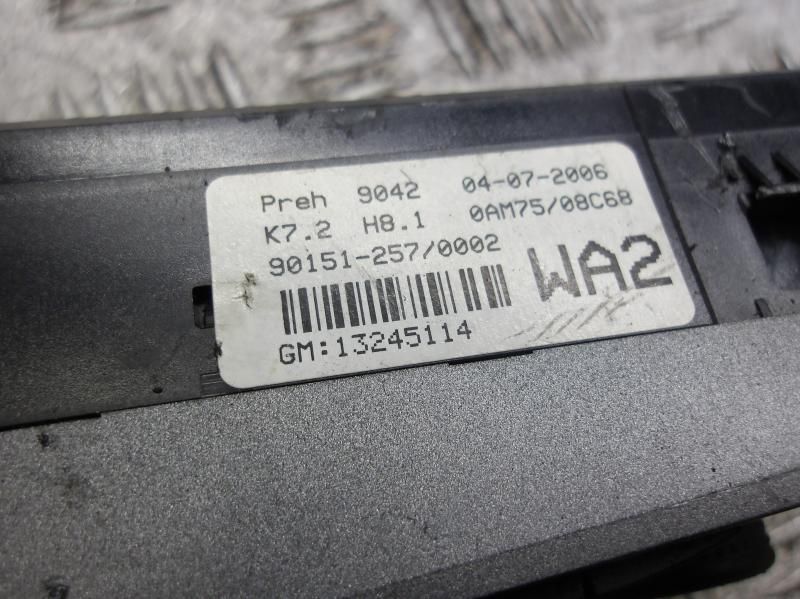 Preh 9042 04-07-2006
K7.2 H8.1 0AM75/08C68
90151-257/0002
WA2
GM:13245114